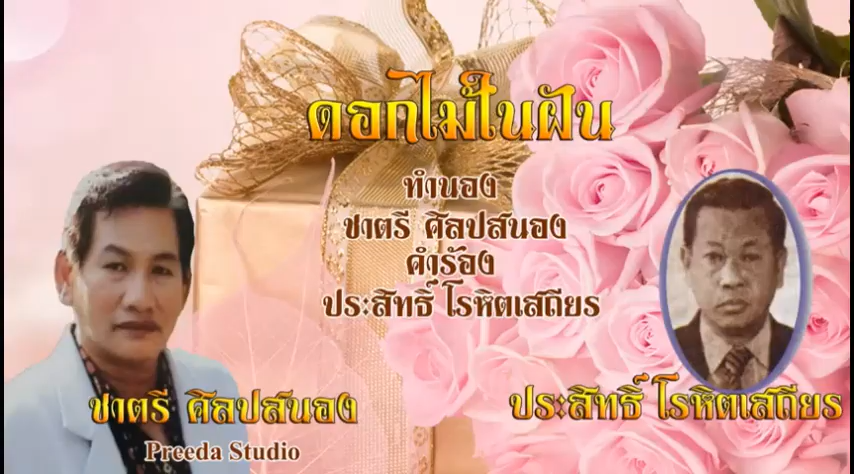 ดอกไม้ในฝัน
ทำนอง
ชาตรี ศิลปสนอง
คำร้อง
ประสิทธิ์ โรหิตเสถียร
ชาตรี ศิลปสนอง
ประสิทธิ์ โรหิตเสถียร
Preeda Studio